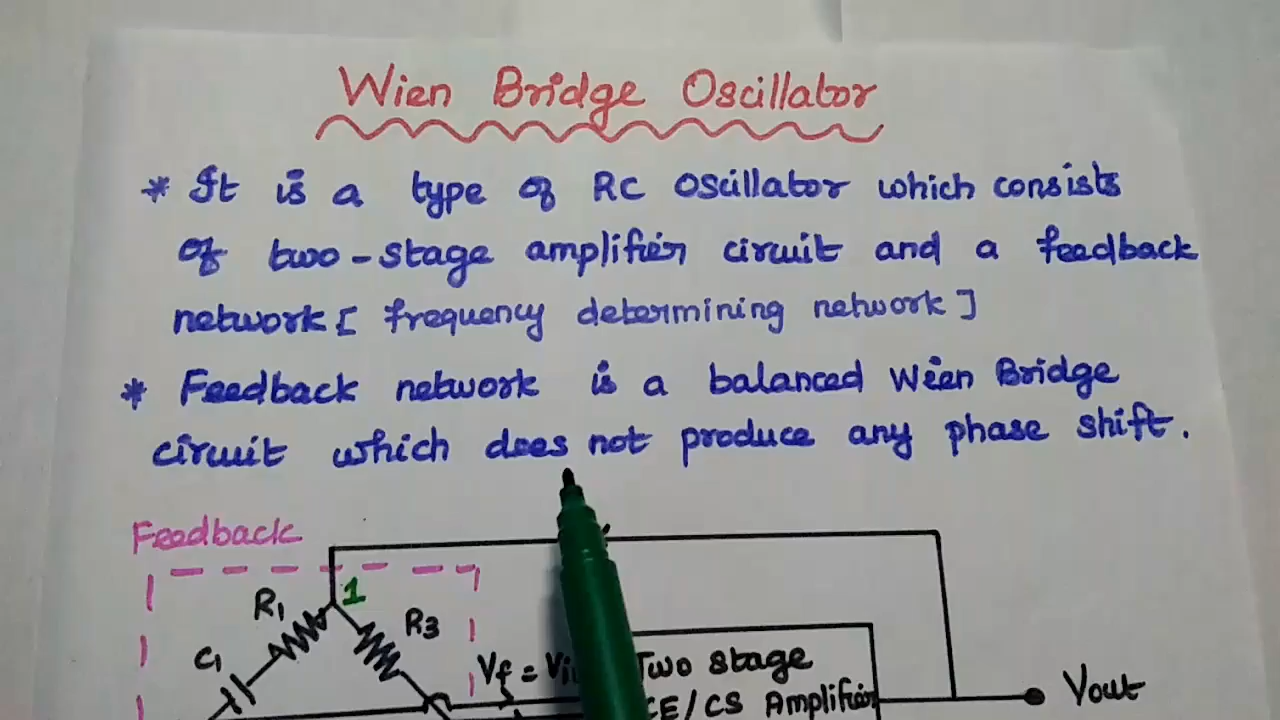 Wien Bridge Oscillator
* It is a type of RC oscillator which consists
of two-stage amplifier circuit and a feedback
network [ frequency determining network ]
* Feedback network is a balanced Wein Bridge
circuit which does not produce any phase shift.
Feedback
1
R1
R3
C1
Vf =
Two stage
CE/CS Amplifier
Vout